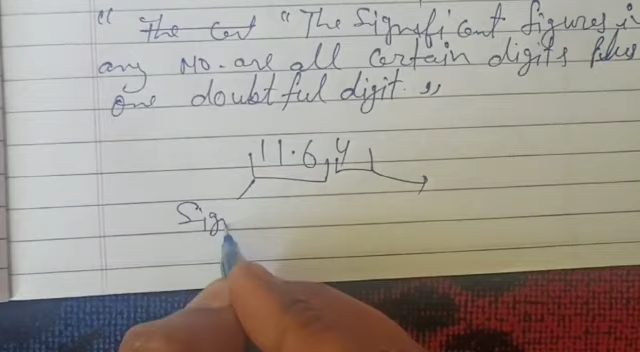 " The Cert "The Significant figures in
any No. are all certain digits Plus
one doubtful digit."
11.6,4
Sig